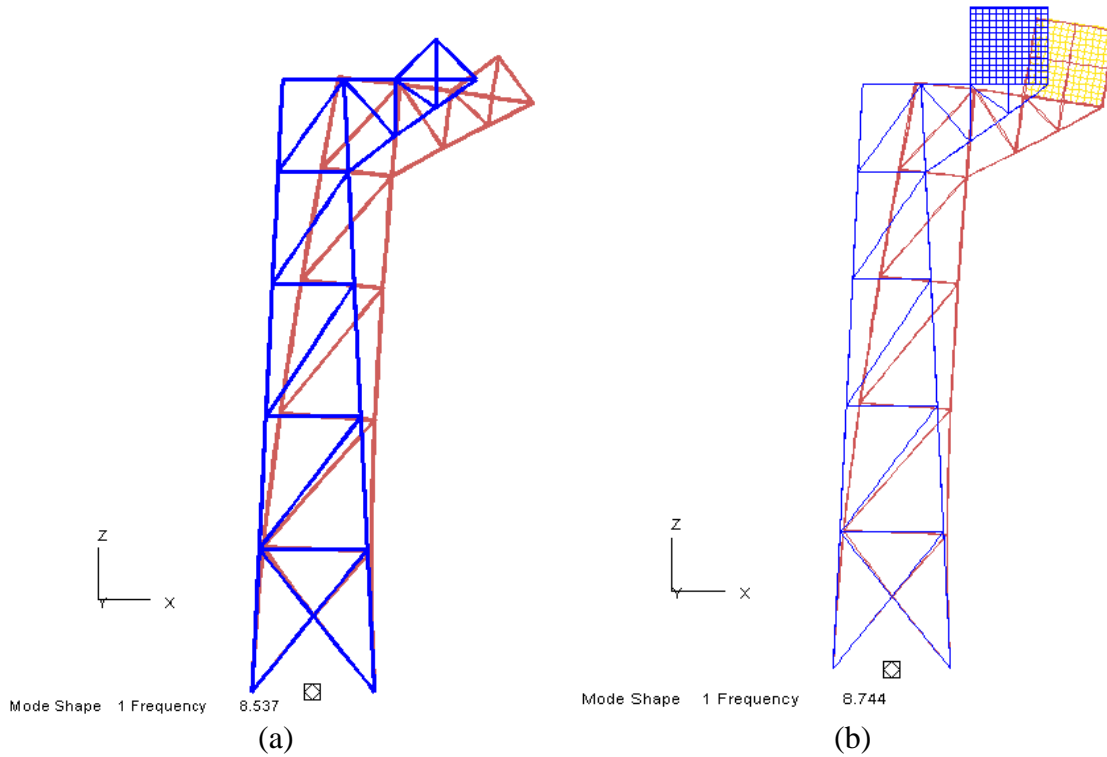 Z
Y X
Mode Shape 1 Frequency 8.537
(a)
Z
Y X
Mode Shape 1 Frequency 8.744
(b)